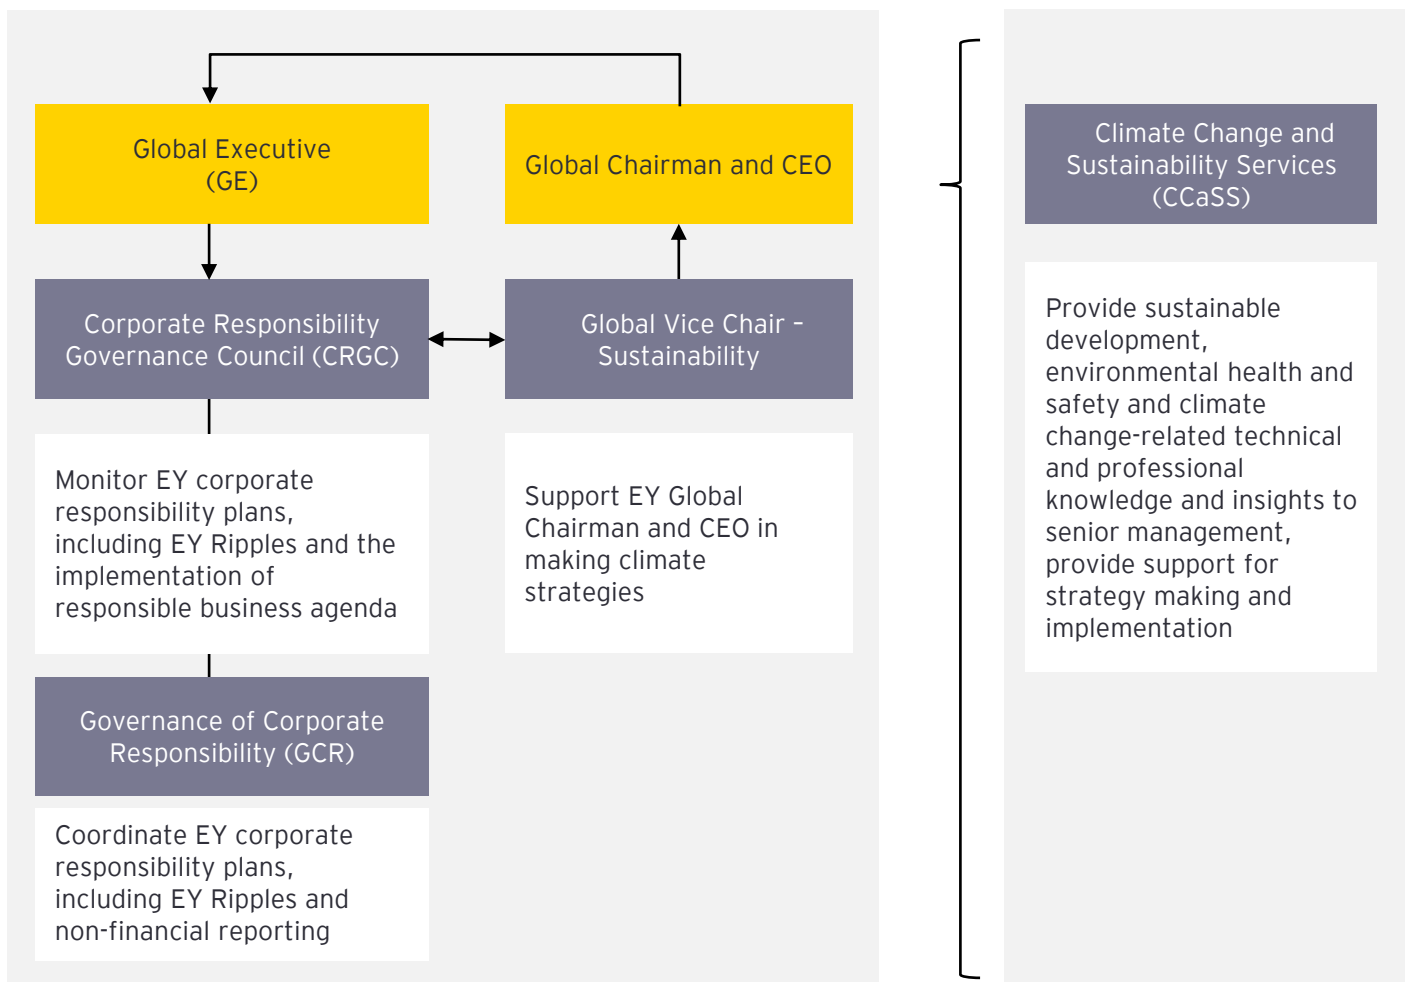 Global Executive
(GE)
Global Chairman and CEO
Corporate Responsibility
Governance Council (CRGC)
Global Vice Chair –
Sustainability
Monitor EY corporate
responsibility plans,
including EY Ripples and the
implementation of
responsible business agenda
Support EY Global
Chairman and CEO in
making climate
strategies
Governance of Corporate
Responsibility (GCR)
Coordinate EY corporate
responsibility plans,
including EY Ripples and
non-financial reporting
Climate Change and
Sustainability Services
(CCaSS)
Provide sustainable
development,
environmental health and
safety and climate
change-related technical
and professional
knowledge and insights to
senior management,
provide support for
strategy making and
implementation